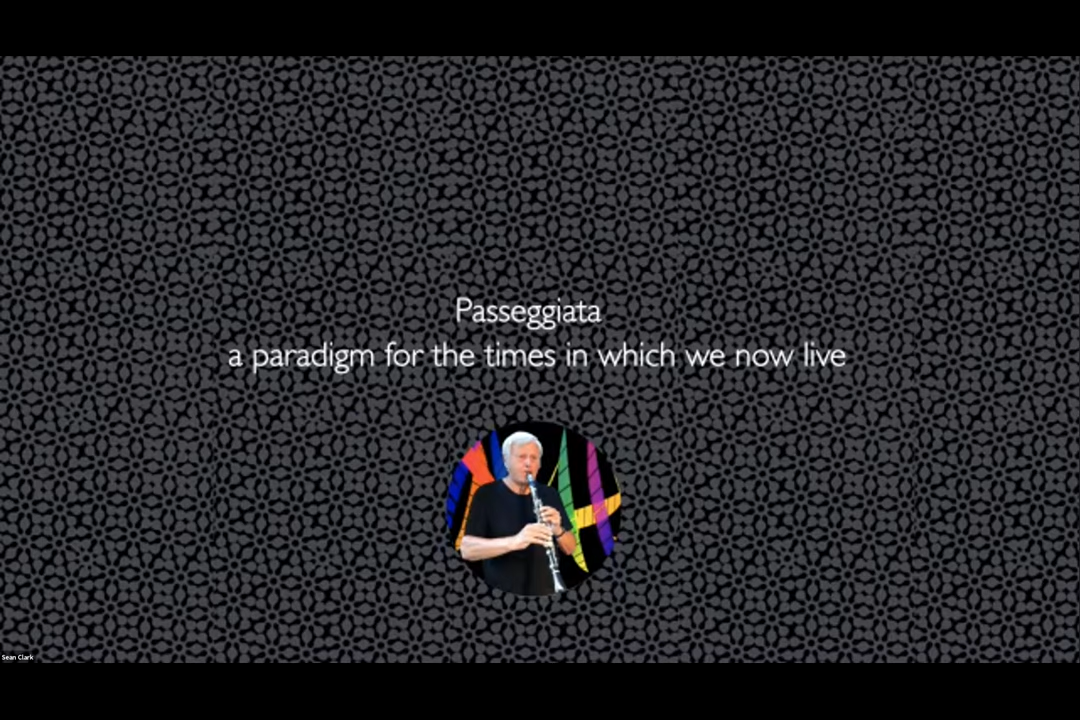 Passeggiata
a paradigm for the times in which we now live
Sean Clark